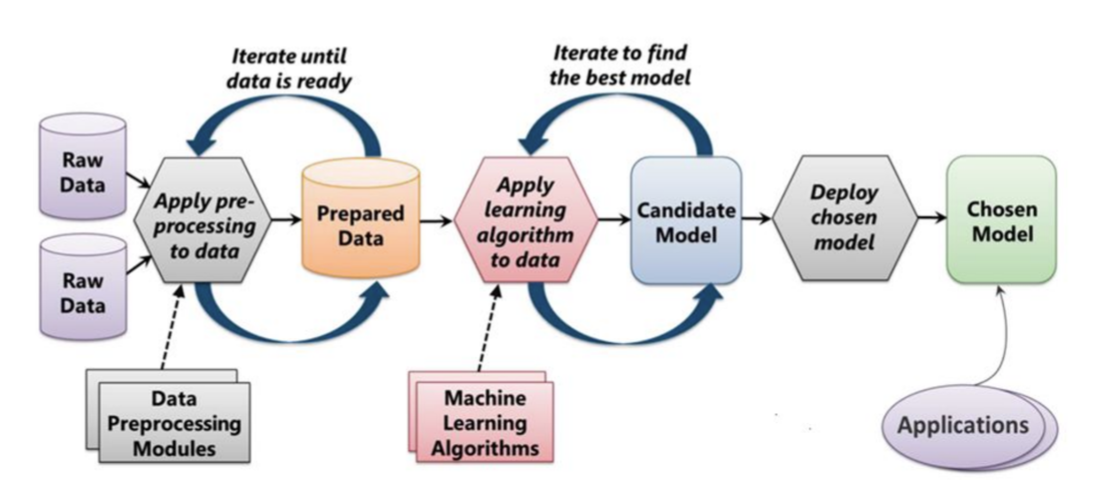 Iterate until
data is ready
Iterate to find
the best model
Raw
Data
Raw
Data
Apply pre-
processing
to data
Prepared
Data
Apply
learning
algorithm
to data
Candidate
Model
Deploy
chosen
model
Chosen
Model
Data
Preprocessing
Modules
Machine
Learning
Algorithms
Applications